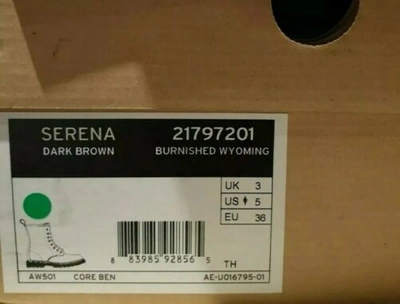 SERENA 21797201
DARK BROWN BURNISHED WYOMING
UK 3
US 5
EU 36
8 83985 92856 5
TH
AW501 CORE BEN AE-U016795-01